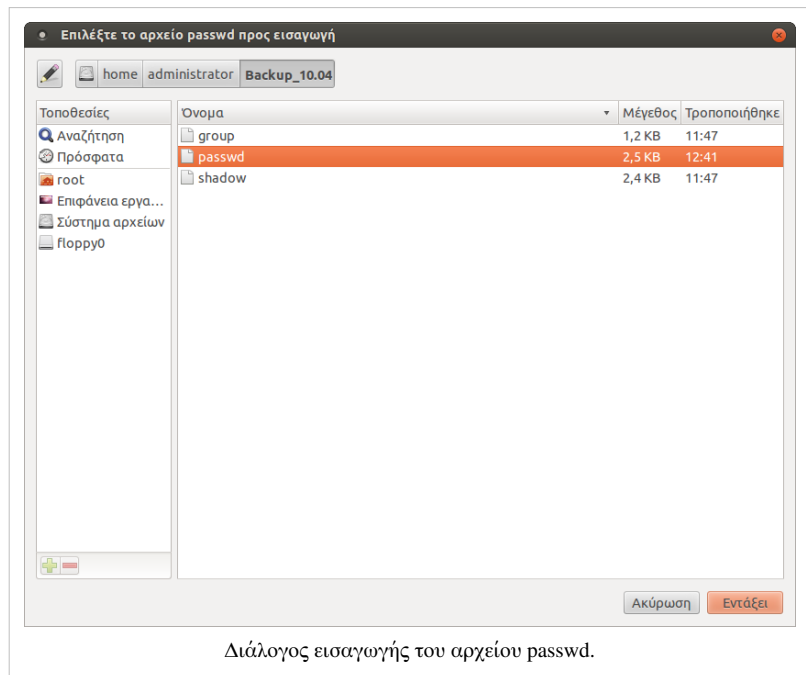 Επιλέξτε το αρχείο passwd προς εισαγωγή
home administrator Backup_10.04
Τοποθεσίες
Αναζήτηση
Πρόσφατα
root
Επιφάνεια εργα...
Σύστημα αρχείων
floppy0
Όνομα Μέγεθος Τροποποιήθηκε
group 1,2 KB 11:47
passwd 2,5 KB 12:41
shadow 2,4 KB 11:47
Ακύρωση Εντάξει
Διάλογος εισαγωγής του αρχείου passwd.